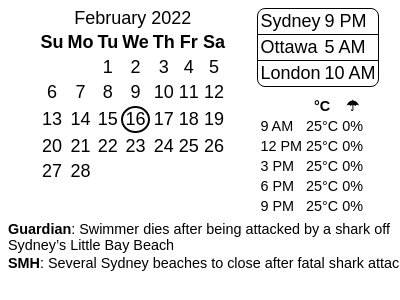 February 2022
Su Mo Tu We Th Fr Sa
1 2 3 4 5
6 7 8 9 10 11 12
13 14 15 16 17 18 19
20 21 22 23 24 25 26
27 28
Sydney 9 PM
Ottawa 5 AM
London 10 AM
°C ☂
9 AM 25°C 0%
12 PM 25°C 0%
3 PM 25°C 0%
6 PM 25°C 0%
9 PM 25°C 0%
Guardian: Swimmer dies after being attacked by a shark off
Sydney's Little Bay Beach
SMH: Several Sydney beaches to close after fatal shark attac